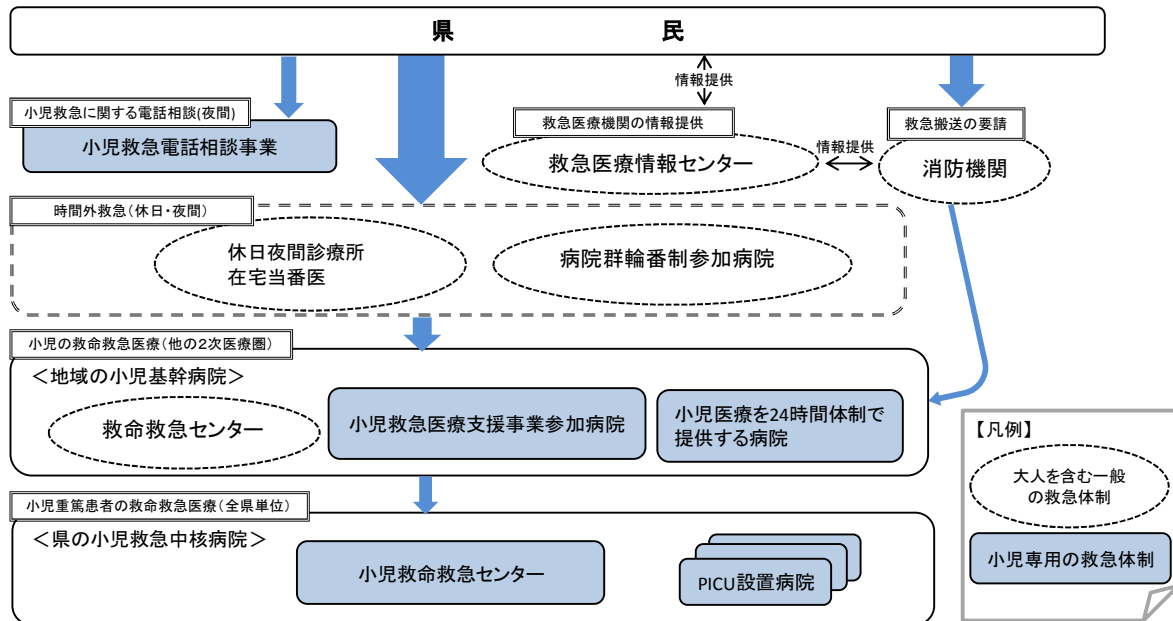 県　民
情報提供
小児救急に関する電話相談(夜間)
小児救急電話相談事業
救急医療機関の情報提供
救急医療情報センター
情報提供
救急搬送の要請
消防機関
時間外救急（休日・夜間）
休日夜間診療所
在宅当番医
病院群輪番制参加病院
小児の救命救急医療（他の２次医療圏）
＜地域の小児基幹病院＞
救命救急センター
小児救急医療支援事業参加病院
小児医療を24時間体制で
提供する病院
小児重篤患者の救命救急医療（全県単位）
＜県の小児救急中核病院＞
小児救命救急センター
PICU設置病院
【凡例】
大人を含む一般
の救急体制
小児専用の救急体制